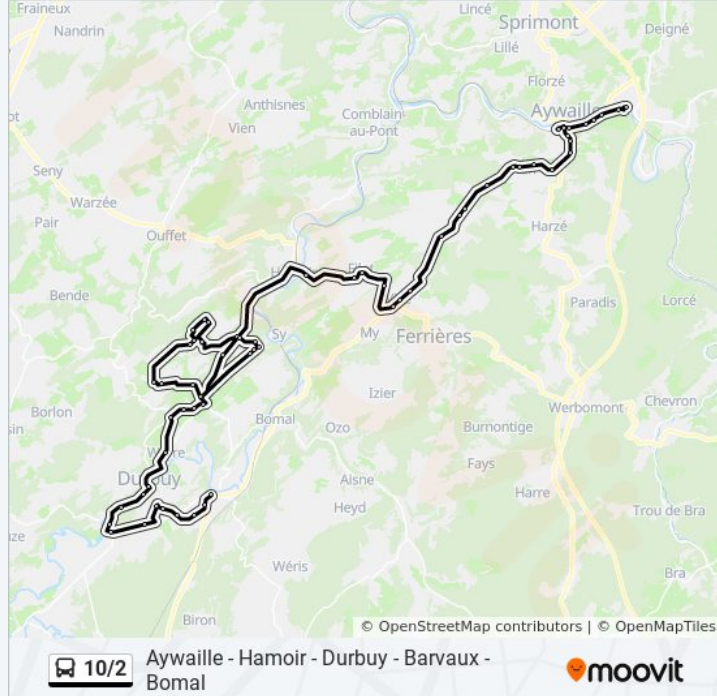 Fraineux
Nandrin
Lincé
Sprimont
Lillé
Deigné
Florzé
Aywaille
Anthisnes
Vien
Comblain-
au-Pont
Seny
Warzée
Pair
Ouffet
Harzé
Bende
Paradis
Lorcé
Sy
My
Ferrières
Borlon
Izier
Bomal
Ozo
Werbomont
Chevron
Burnontige
Fays
Durbuy
Aisne
Heyd
Harre
Trou de Bra
Wéris
Bra
Biron
© OpenStreetMap contributors | © OpenMapTiles
10/2
Aywaille - Hamoir - Durbuy - Barvaux -
Bomal
moovit